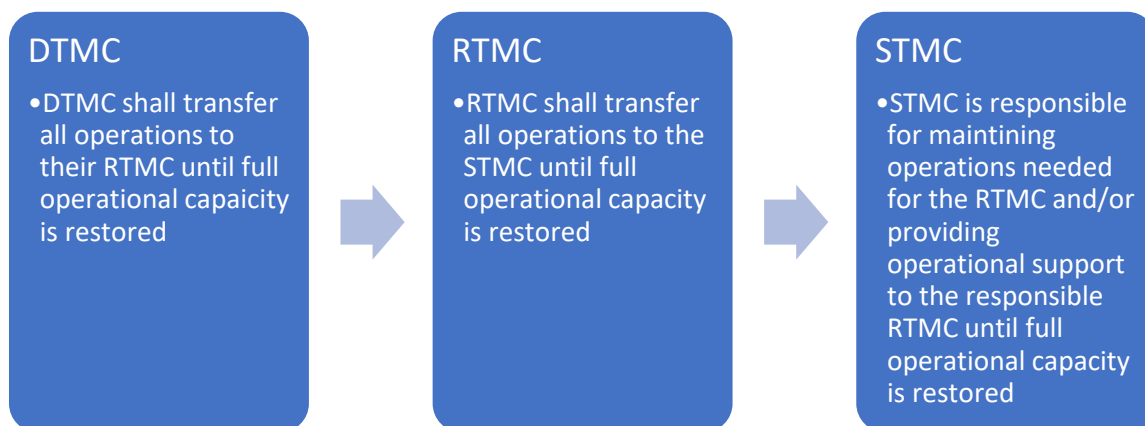 DTMC
•DTMC shall transfer
all operations to
their RTMC until full
operational capaicity
is restored
RTMC
•RTMC shall transfer
all operations to the
STMC until full
operational capacity
is restored
STMC
•STMC is responsible
for maintining
operations needed
for the RTMC and/or
providing
operational support
to the responsible
RTMC until full
operational capacity
is restored